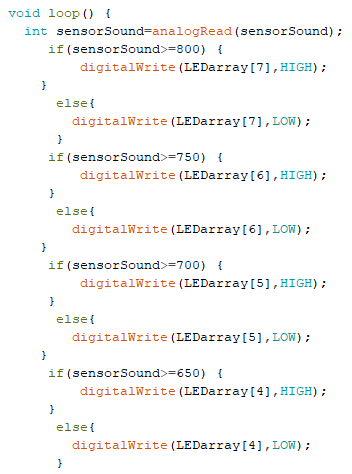 void loop() {
int sensorSound=analogRead(sensorSound);
if(sensorSound>=800) {
digitalWrite(LEDarray[7],HIGH);
}
else{
digitalWrite(LEDarray[7],LOW);
}
if(sensorSound>=750) {
digitalWrite(LEDarray[6],HIGH);
}
else{
digitalWrite(LEDarray[6],LOW);
}
if(sensorSound>=700) {
digitalWrite(LEDarray[5],HIGH);
}
else{
digitalWrite(LEDarray[5],LOW);
}
if(sensorSound>=650) {
digitalWrite(LEDarray[4],HIGH);
}
else{
digitalWrite(LEDarray[4],LOW);
}